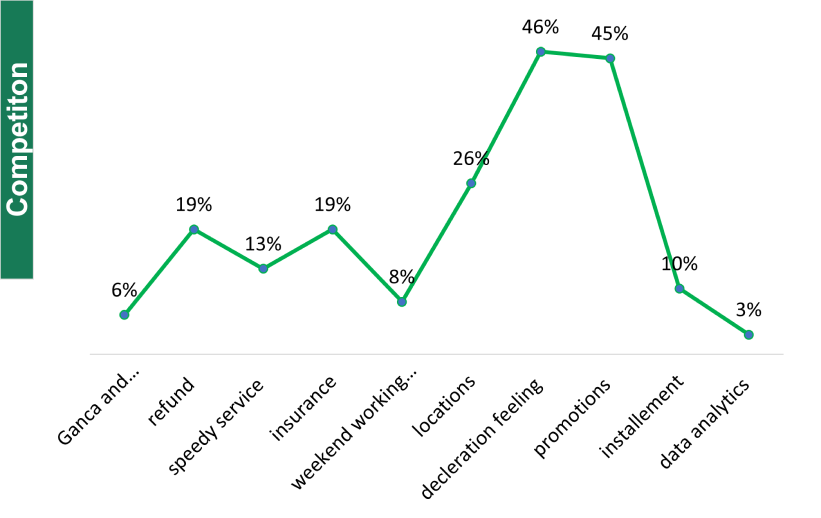 Competiton
46%
45%
26%
19%
19%
13%
10%
8%
6%
3%
Ganca and...
refund
speedy service
insurance
weekend working...
locations
decleration feeling
promotions
installement
data analytics